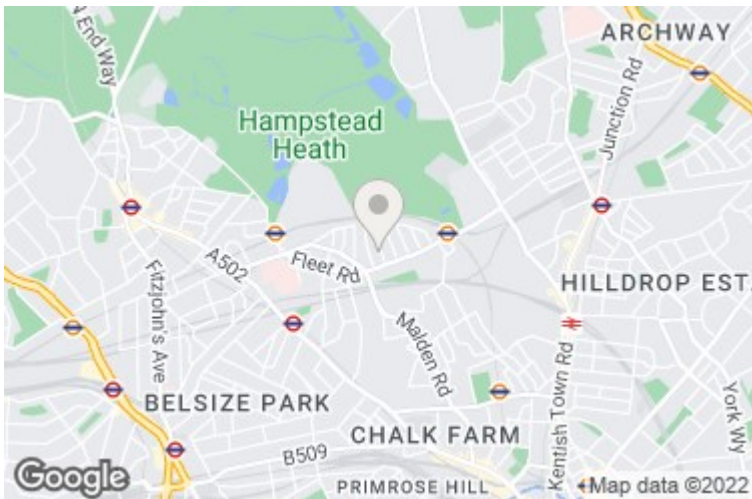 ARCHWAY
N End Way
Junction Rd
Hampstead
Heath
A502
Fleet Rd
Fitzjohn's Ave
HILLDROP EST.
Malden Rd
Kentish Town Rd
York Wy
BELSIZE PARK
CHALK FARM
B509
PRIMROSE HILL
Google
Map data ©2022